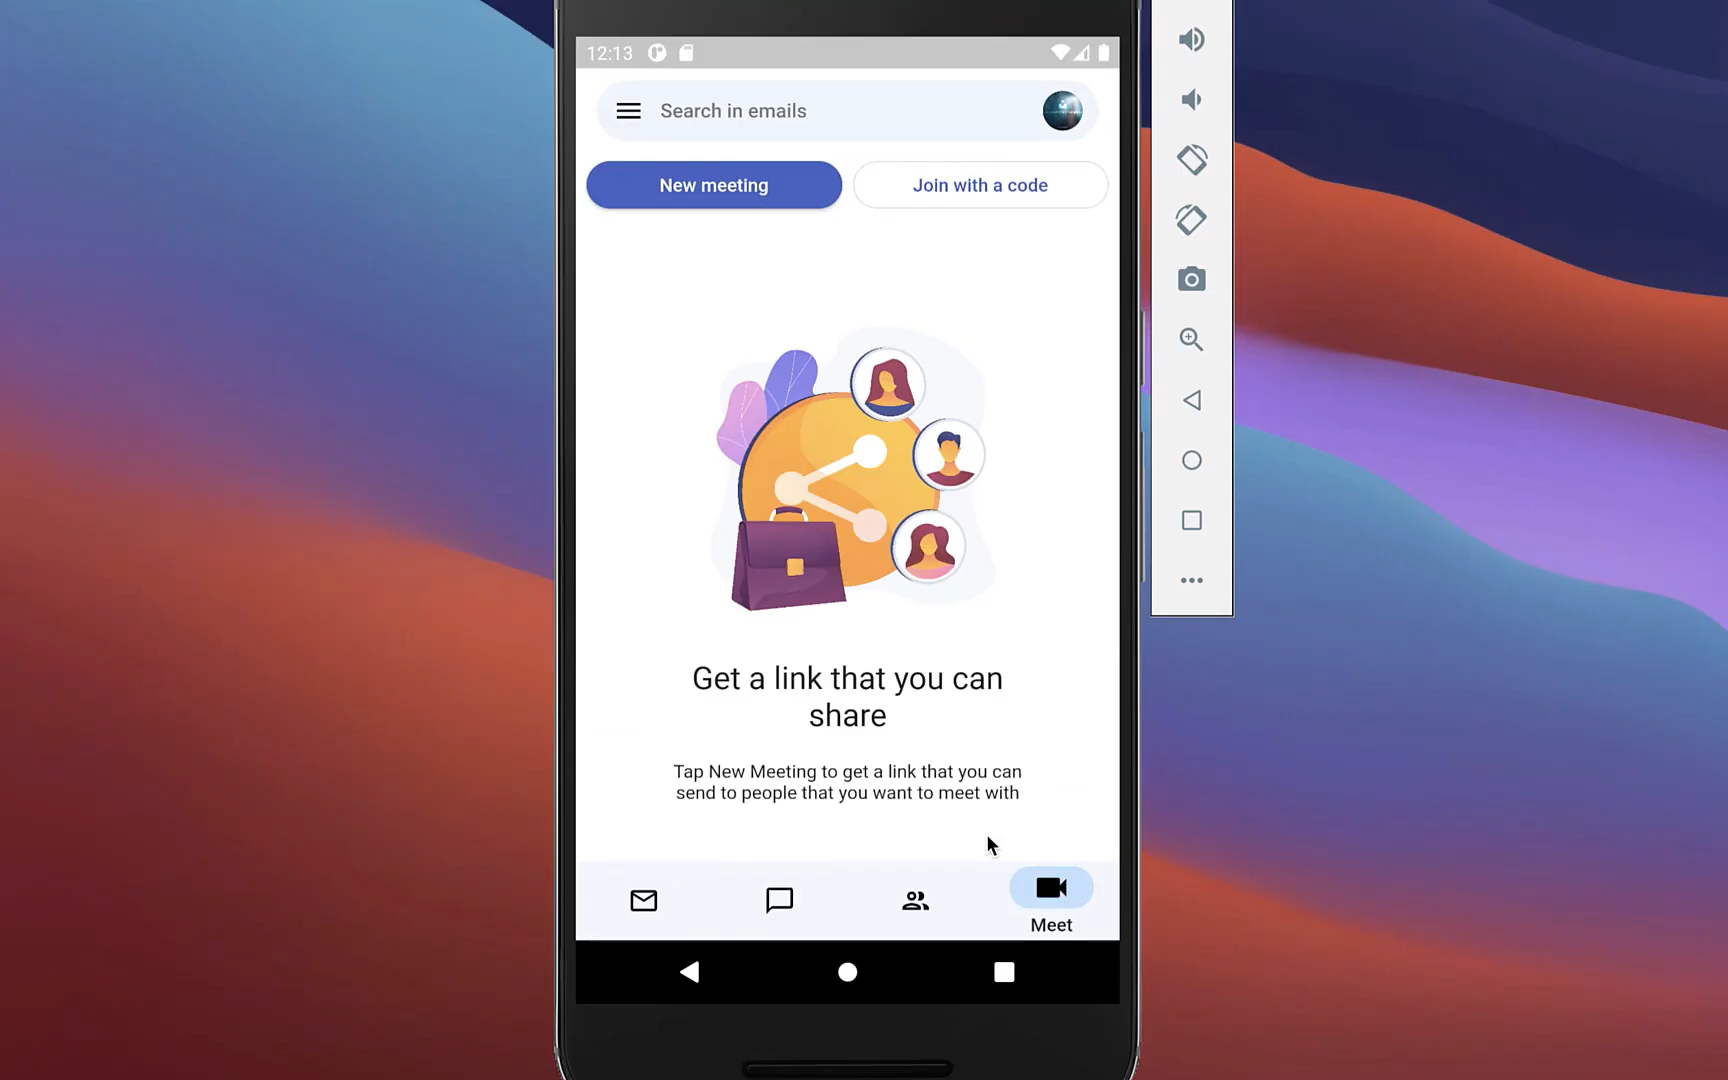 12:13
Search in emails
New meeting
Join with a code
Get a link that you can
share
Tap New Meeting to get a link that you can
send to people that you want to meet with
Meet